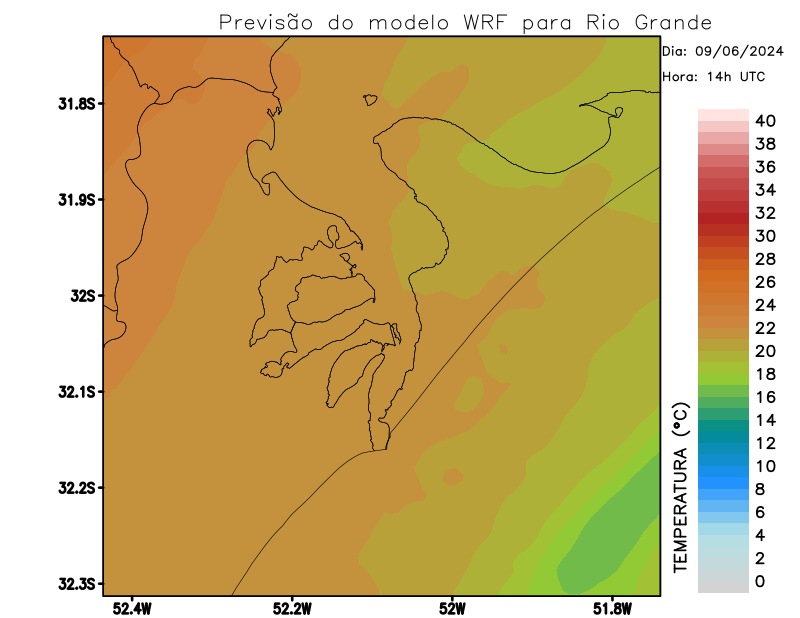 Previsão do modelo WRF para Rio Grande
Dia: 09/06/2024
Hora: 14h UTC
31.8S
31.9S
32S
32.1S
32.2S
32.3S
52.4W
52.2W
52W
51.8W
TEMPERATURA (°C)
40
38
36
34
32
30
28
26
24
22
20
18
16
14
12
10
8
6
4
2
0